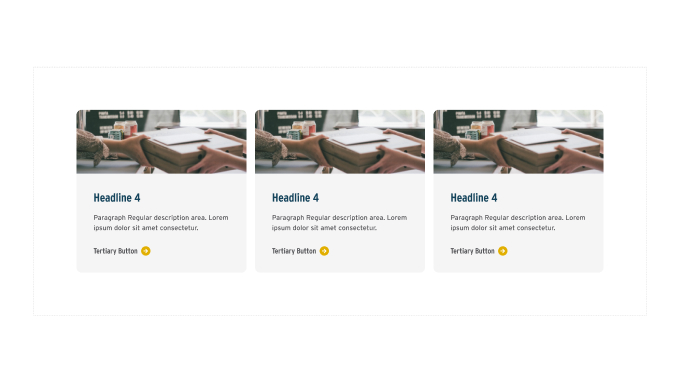 Headline 4
Paragraph Regular description area. Lorem
ipsum dolor sit amet consectetur.
Tertiary Button
Headline 4
Paragraph Regular description area. Lorem
ipsum dolor sit amet consectetur.
Tertiary Button
Headline 4
Paragraph Regular description area. Lorem
ipsum dolor sit amet consectetur.
Tertiary Button